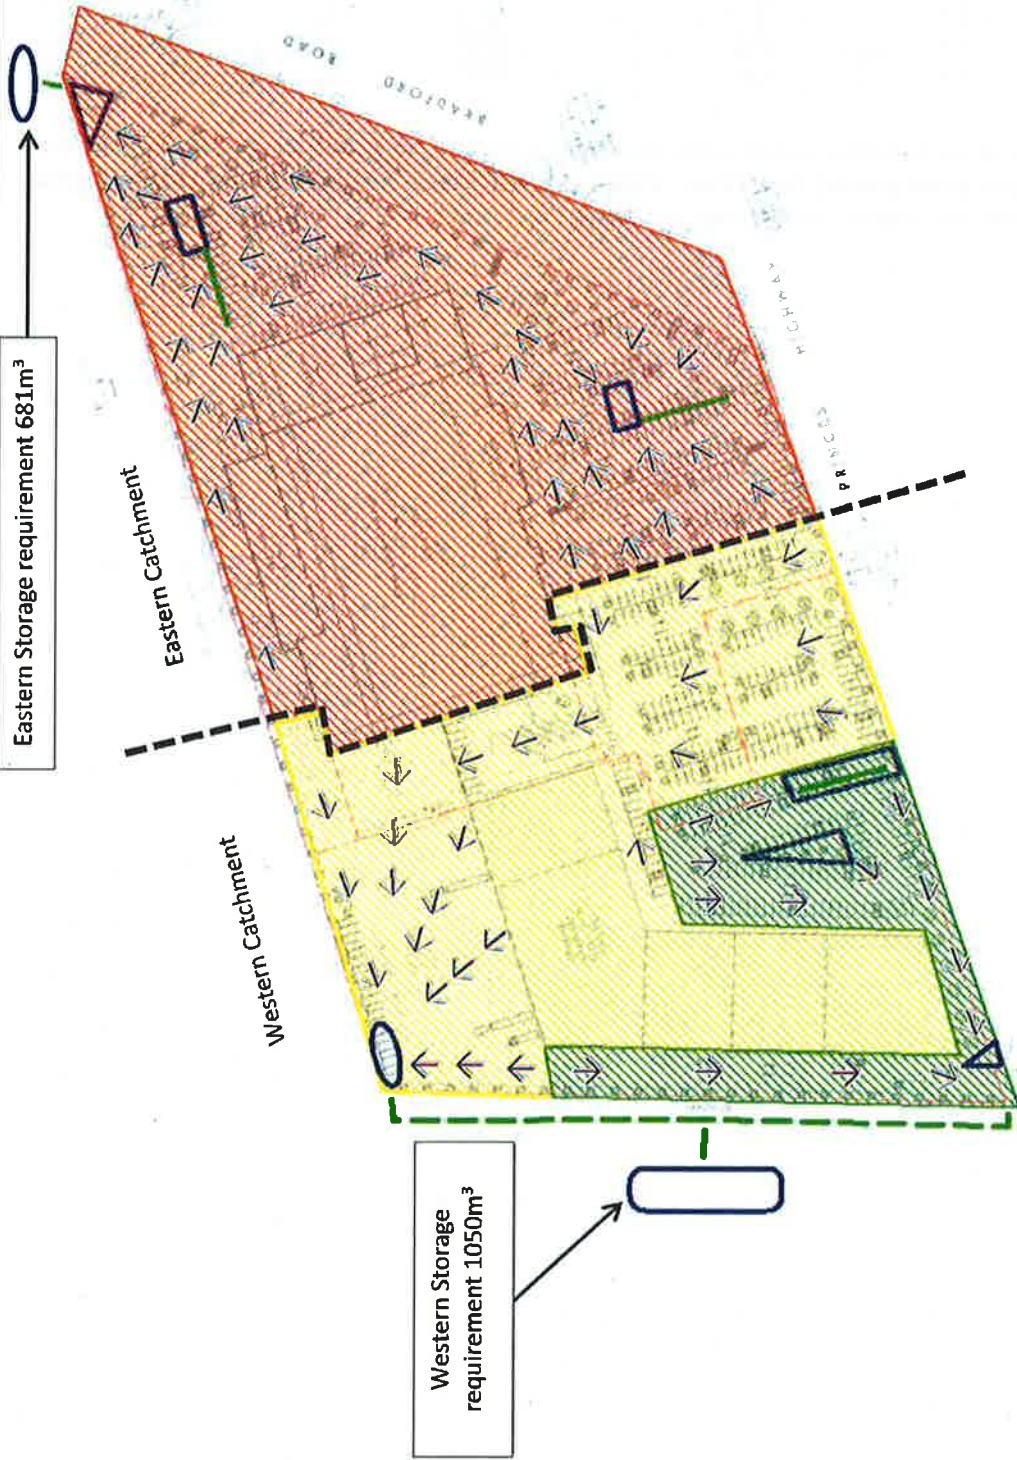 Eastern Storage requirement 681m³
Eastern Catchment
Western Catchment
Western Storage
requirement 1050m³
BRADFORD ROAD
PRINCES HIGHWAY